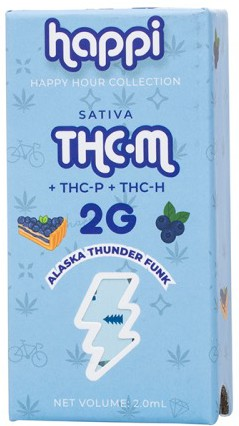 happi
HAPPY HOUR COLLECTION
SATIVA
THC•M
+ THC-P + THC-H
2G
ALASKA THUNDER FUNK
NET VOLUME: 2.0mL